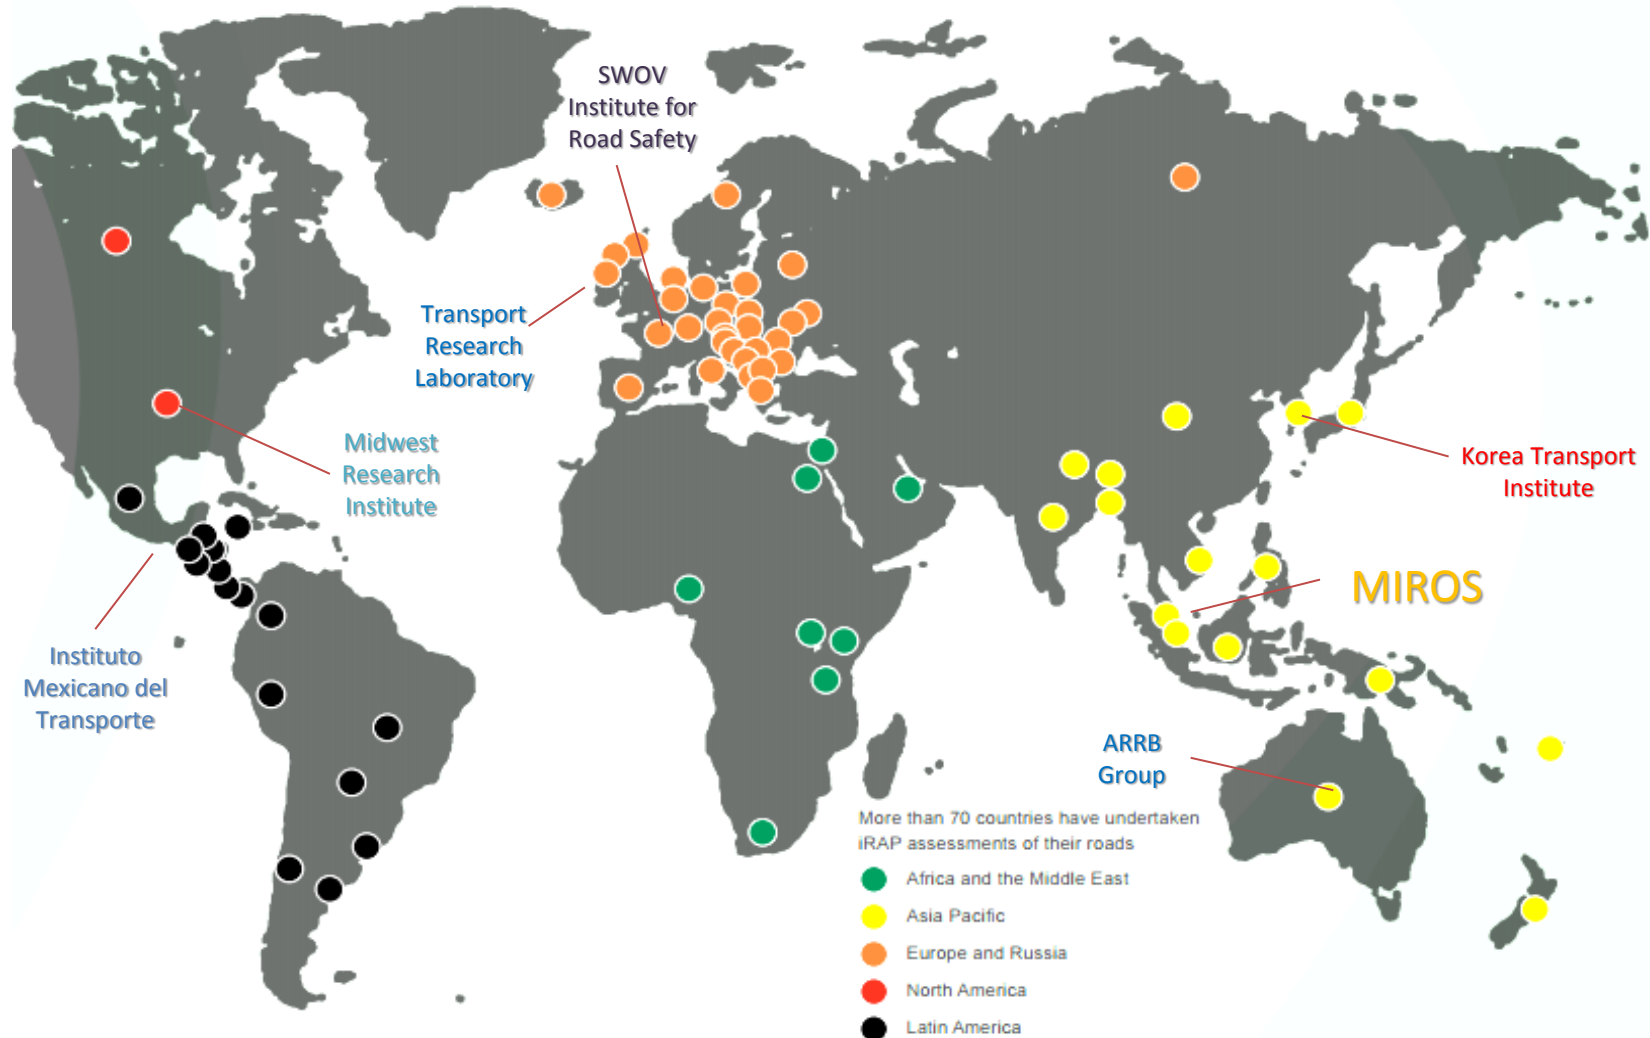 SWOV
Institute for
Road Safety
Transport
Research
Laboratory
Midwest
Research
Institute
Korea Transport
Institute
MIROS
Instituto
Mexicano del
Transporte
ARRB
Group
More than 70 countries have undertaken
iRAP assessments of their roads
Africa and the Middle East
Asia Pacific
Europe and Russia
North America
Latin America